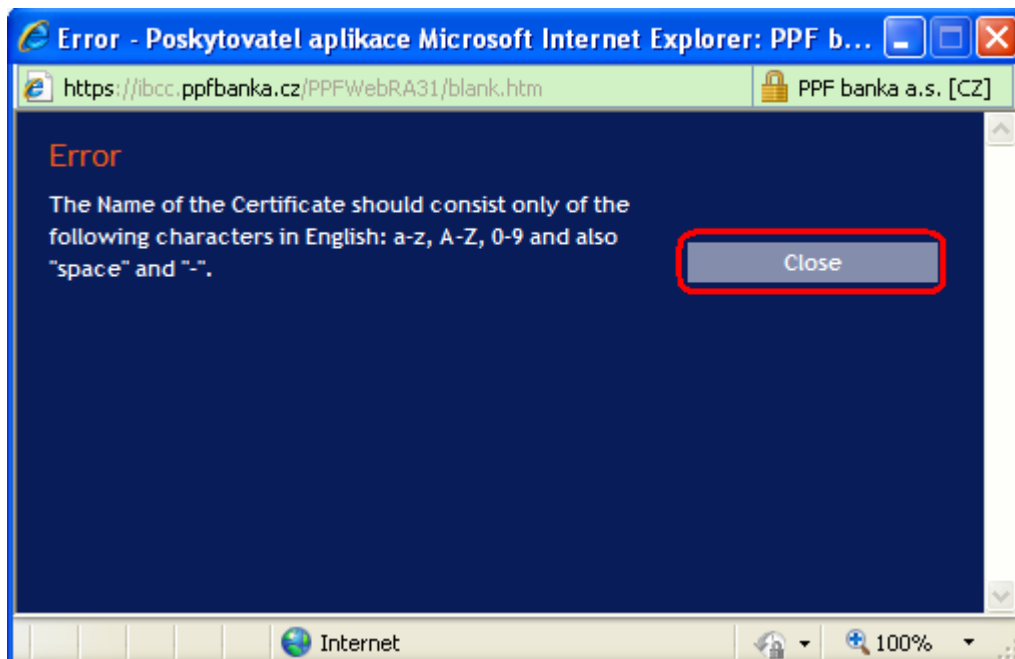 Error - Poskytovatel aplikace Microsoft Internet Explorer: PPF b...
https://ibcc.ppfbanka.cz/PPFWebRA31/blank.htm
PPF banka a.s. [CZ]
Error
The Name of the Certificate should consist only of the
following characters in English: a-z, A-Z, 0-9 and also
"space" and "-".
Close
Internet
100%